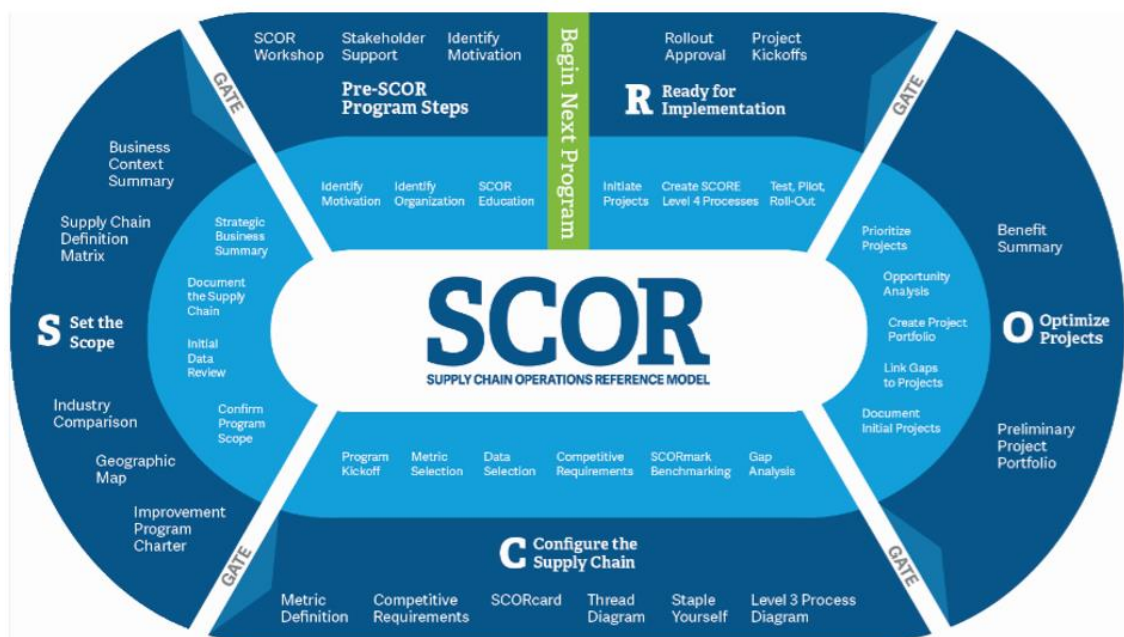 SCOR
Workshop
Stakeholder
Support
Identify
Motivation
Pre-SCOR
Program Steps
Identify
Motivation
Identify
Organization
SCOR
Education
Begin Next Program
Rollout
Approval
Project
Kickoffs
R Ready for
Implementation
Initiate
Projects
Create SCORE
Level 4 Processes
Test, Pilot,
Roll-Out
GATE
GATE
Business
Context
Summary
Supply Chain
Definition
Matrix
S Set the
Scope
Industry
Comparison
Geographic
Map
Improvement
Program
Charter
Strategic
Business
Summary
Document
the Supply
Chain
Initial
Data
Review
Confirm
Program
Scope
SCOR
SUPPLY CHAIN OPERATIONS REFERENCE MODEL
Prioritize
Projects
Opportunity
Analysis
Create Project
Portfolio
Link Gaps
to Projects
Document
Initial Projects
Benefit
Summary
O Optimize
Projects
Preliminary
Project
Portfolio
GATE
GATE
Program
Kickoff
Metric
Selection
Data
Selection
Competitive
Requirements
SCORmark
Benchmarking
Gap
Analysis
C Configure the
Supply Chain
Metric
Definition
Competitive
Requirements
SCORcard
Thread
Diagram
Staple
Yourself
Level 3 Process
Diagram